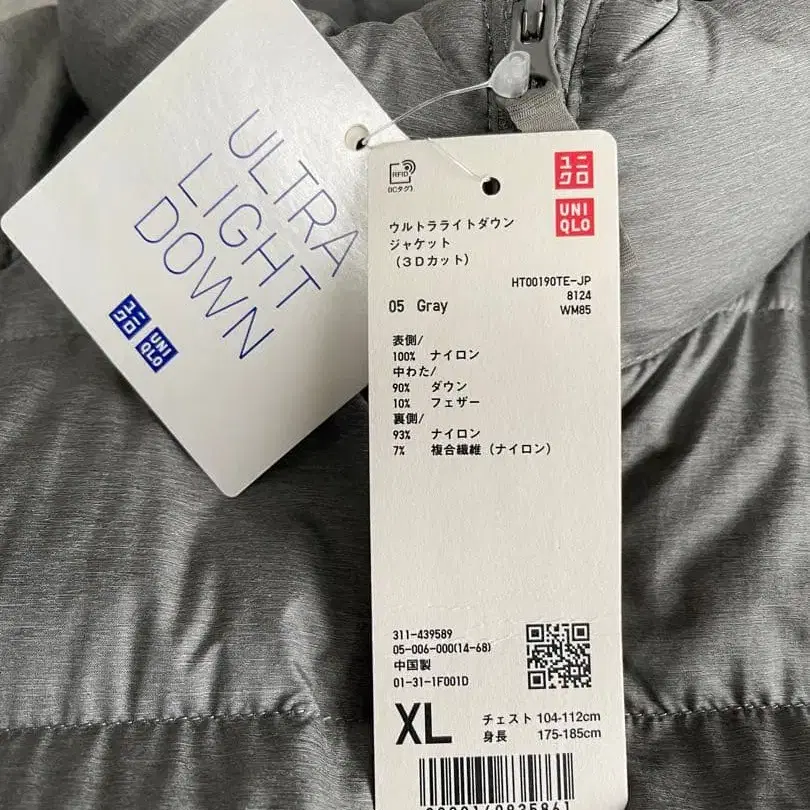 ULTRA
LIGHT
DOWN
ユニ
クロ
UNI
QLO
RFID
(ICタグ)
ユニ
クロ
UNI
QLO
ウルトラライトダウン
ジャケット
(3Dカット)
HT00190TE-JP
05 Gray
8124
WM85
表側/
100% ナイロン
中わた/
90% ダウン
10% フェザー
裏側/
93% ナイロン
7% 複合繊維(ナイロン)
311-439589
05-006-000(14-68)
中国製
01-31-1F001D
XL
チェスト 104-112cm
身長 175-185cm